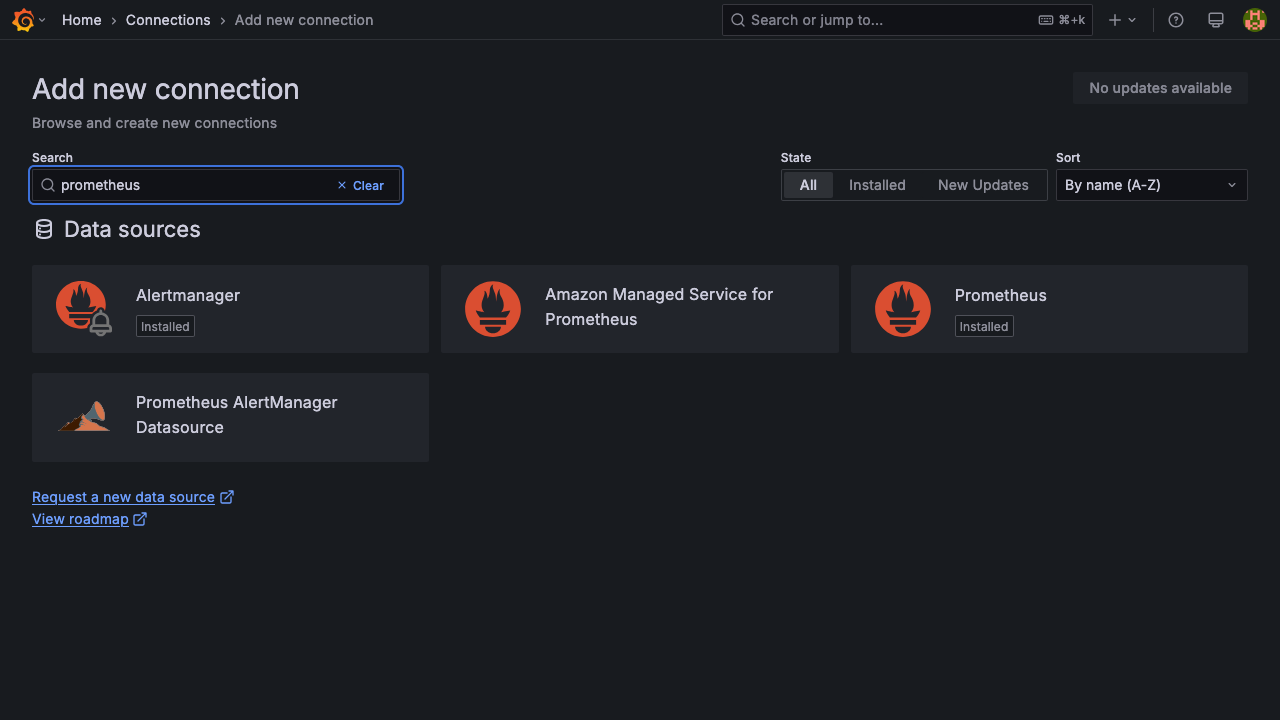 Home > Connections > Add new connection
Search or jump to... ⌘+k
Add new connection
No updates available
Browse and create new connections
Search
State
Sort
prometheus
Clear
All Installed New Updates
By name (A-Z)
Data sources
Alertmanager
Installed
Amazon Managed Service for
Prometheus
Prometheus
Installed
Prometheus AlertManager
Datasource
Request a new data source
View roadmap